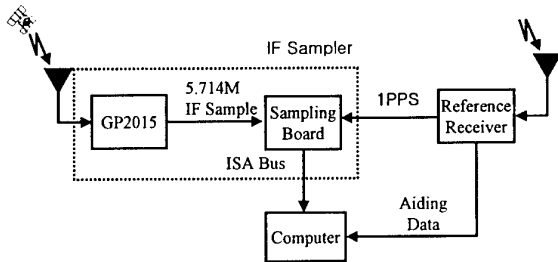 IF Sampler
5.714M
IF Sample
GP2015
Sampling
Board
1PPS
Reference
Receiver
ISA Bus
Aiding
Data
Computer